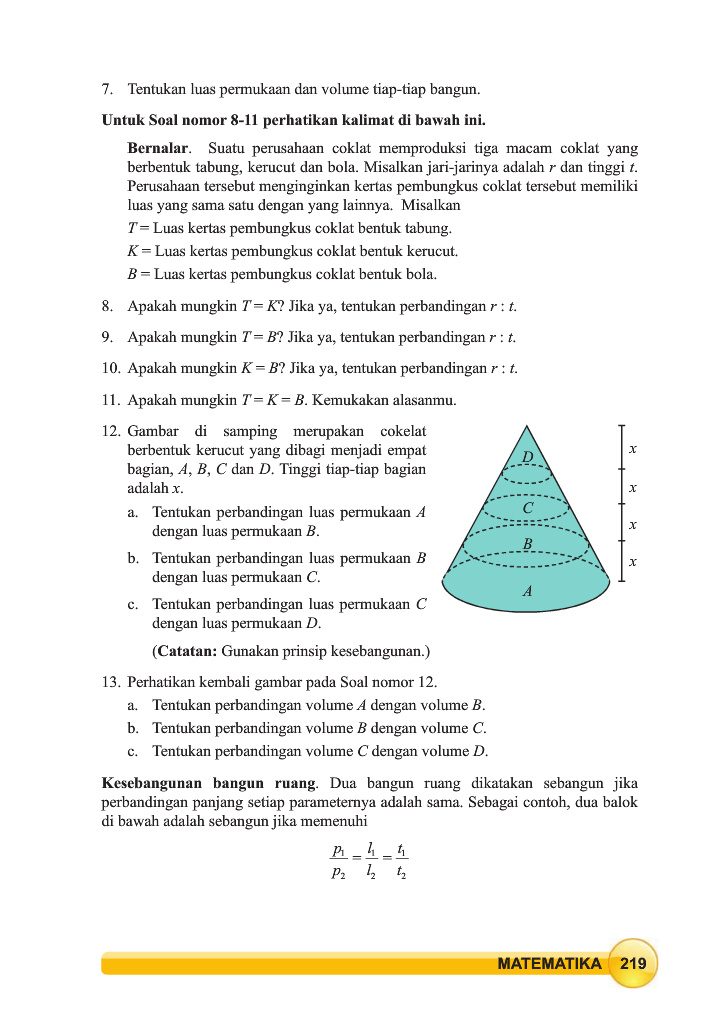 7. Tentukan luas permukaan dan volume tiap-tiap bangun.
Untuk Soal nomor 8-11 perhatikan kalimat di bawah ini.
Bernalar. Suatu perusahaan coklat memproduksi tiga macam coklat yang
berbentuk tabung, kerucut dan bola. Misalkan jari-jarinya adalah r dan tinggi t.
Perusahaan tersebut menginginkan kertas pembungkus coklat tersebut memiliki
luas yang sama satu dengan yang lainnya. Misalkan
T = Luas kertas pembungkus coklat bentuk tabung.
K = Luas kertas pembungkus coklat bentuk kerucut.
B = Luas kertas pembungkus coklat bentuk bola.
8. Apakah mungkin T = K? Jika ya, tentukan perbandingan r : t.
9. Apakah mungkin T = B? Jika ya, tentukan perbandingan r : t.
10. Apakah mungkin K = B? Jika ya, tentukan perbandingan r : t.
11. Apakah mungkin T = K = B. Kemukakan alasanmu.
12. Gambar di samping merupakan cokelat
berbentuk kerucut yang dibagi menjadi empat
bagian, A, B, C dan D. Tinggi tiap-tiap bagian
adalah x.
a. Tentukan perbandingan luas permukaan A
dengan luas permukaan B.
b. Tentukan perbandingan luas permukaan B
dengan luas permukaan C.
c. Tentukan perbandingan luas permukaan C
dengan luas permukaan D.
(Catatan: Gunakan prinsip kesebangunan.)
D
C
B
A
x
x
x
x
13. Perhatikan kembali gambar pada Soal nomor 12.
a. Tentukan perbandingan volume A dengan volume B.
b. Tentukan perbandingan volume B dengan volume C.
c. Tentukan perbandingan volume C dengan volume D.
Kesebangunan bangun ruang. Dua bangun ruang dikatakan sebangun jika
perbandingan panjang setiap parameternya adalah sama. Sebagai contoh, dua balok
di bawah adalah sebangun jika memenuhi
p₁/p₂ = l₁/l₂ = t₁/t₂
MATEMATIKA 219